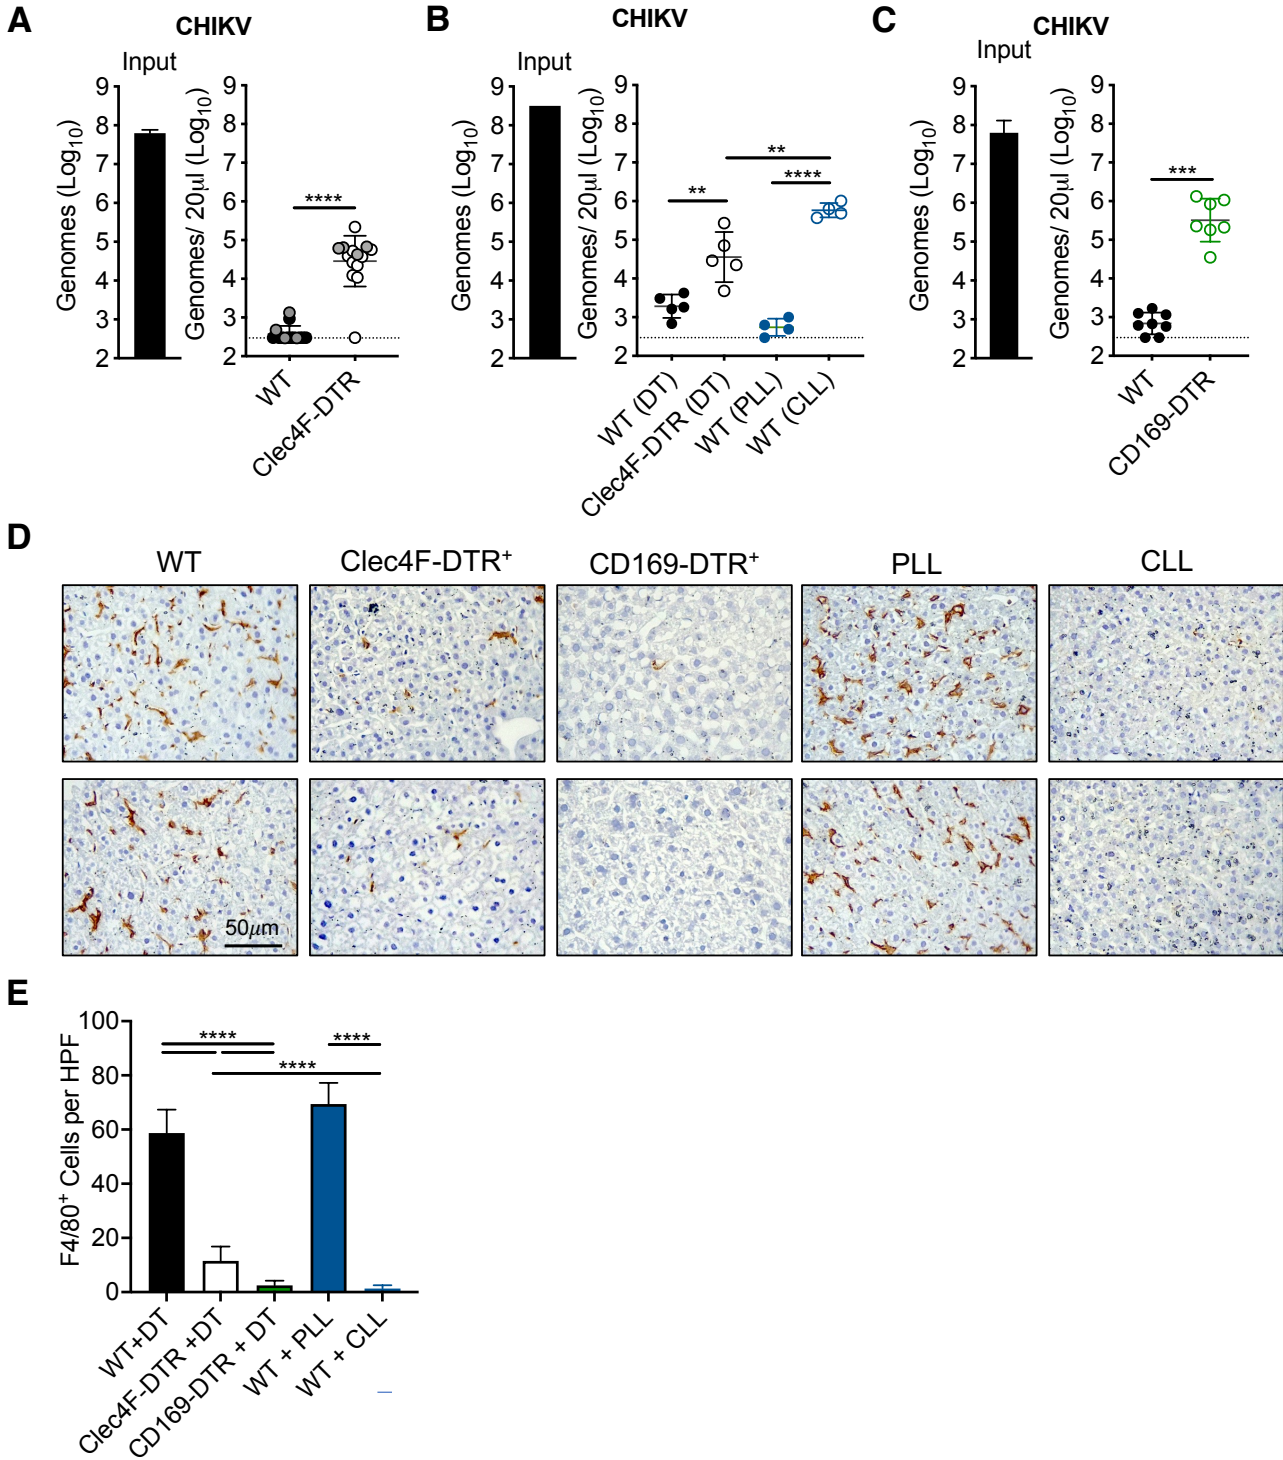 A
CHIKV
Input
Genomes (Log10)
9
8
7
6
5
4
3
2
Genomes/ 20µl (Log10)
9
8
7
6
5
4
3
2
****
WT
Clec4F-DTR
B
CHIKV
Input
Genomes (Log10)
9
8
7
6
5
4
3
2
Genomes/ 20µl (Log10)
9
8
7
6
5
4
3
2
**
**
****
WT (DT)
Clec4F-DTR (DT)
WT (PLL)
WT (CLL)
C
CHIKV
Input
Genomes (Log10)
9
8
7
6
5
4
3
2
Genomes/ 20µl (Log10)
9
8
7
6
5
4
3
2
***
WT
CD169-DTR
D
WT
Clec4F-DTR+
CD169-DTR+
PLL
CLL
50µm
E
F4/80+ Cells per HPF
100
80
60
40
20
0
****
****
****
WT+DT
Clec4F-DTR +DT
CD169-DTR + DT
WT + PLL
WT + CLL